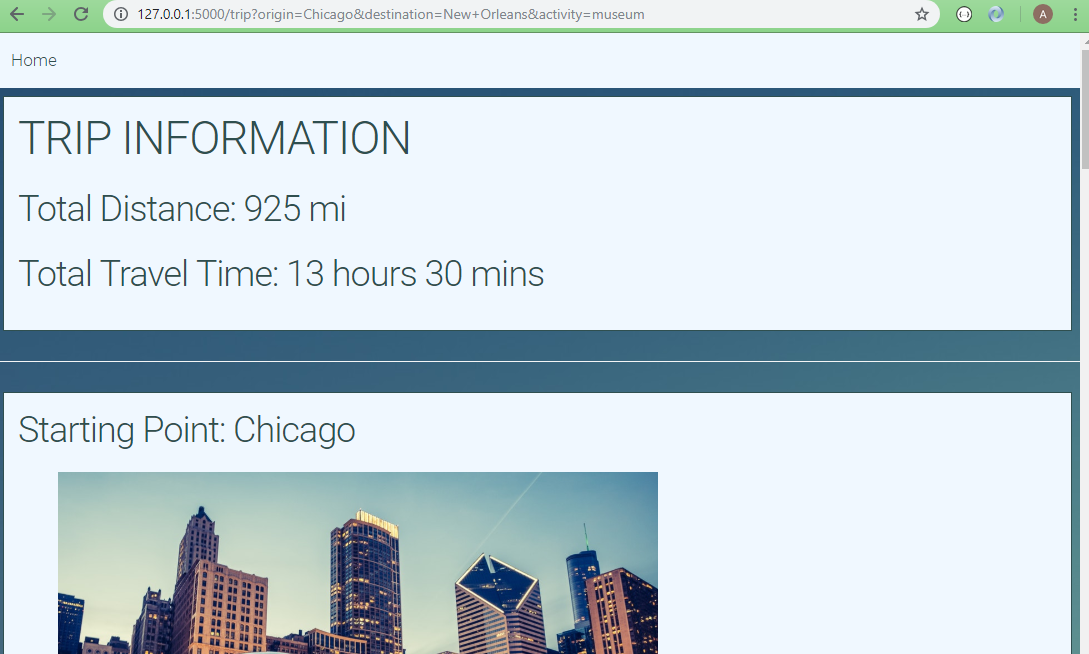 127.0.0.1:5000/trip?origin=Chicago&destination=New+Orleans&activity=museum
A
Home
TRIP INFORMATION
Total Distance: 925 mi
Total Travel Time: 13 hours 30 mins
Starting Point: Chicago